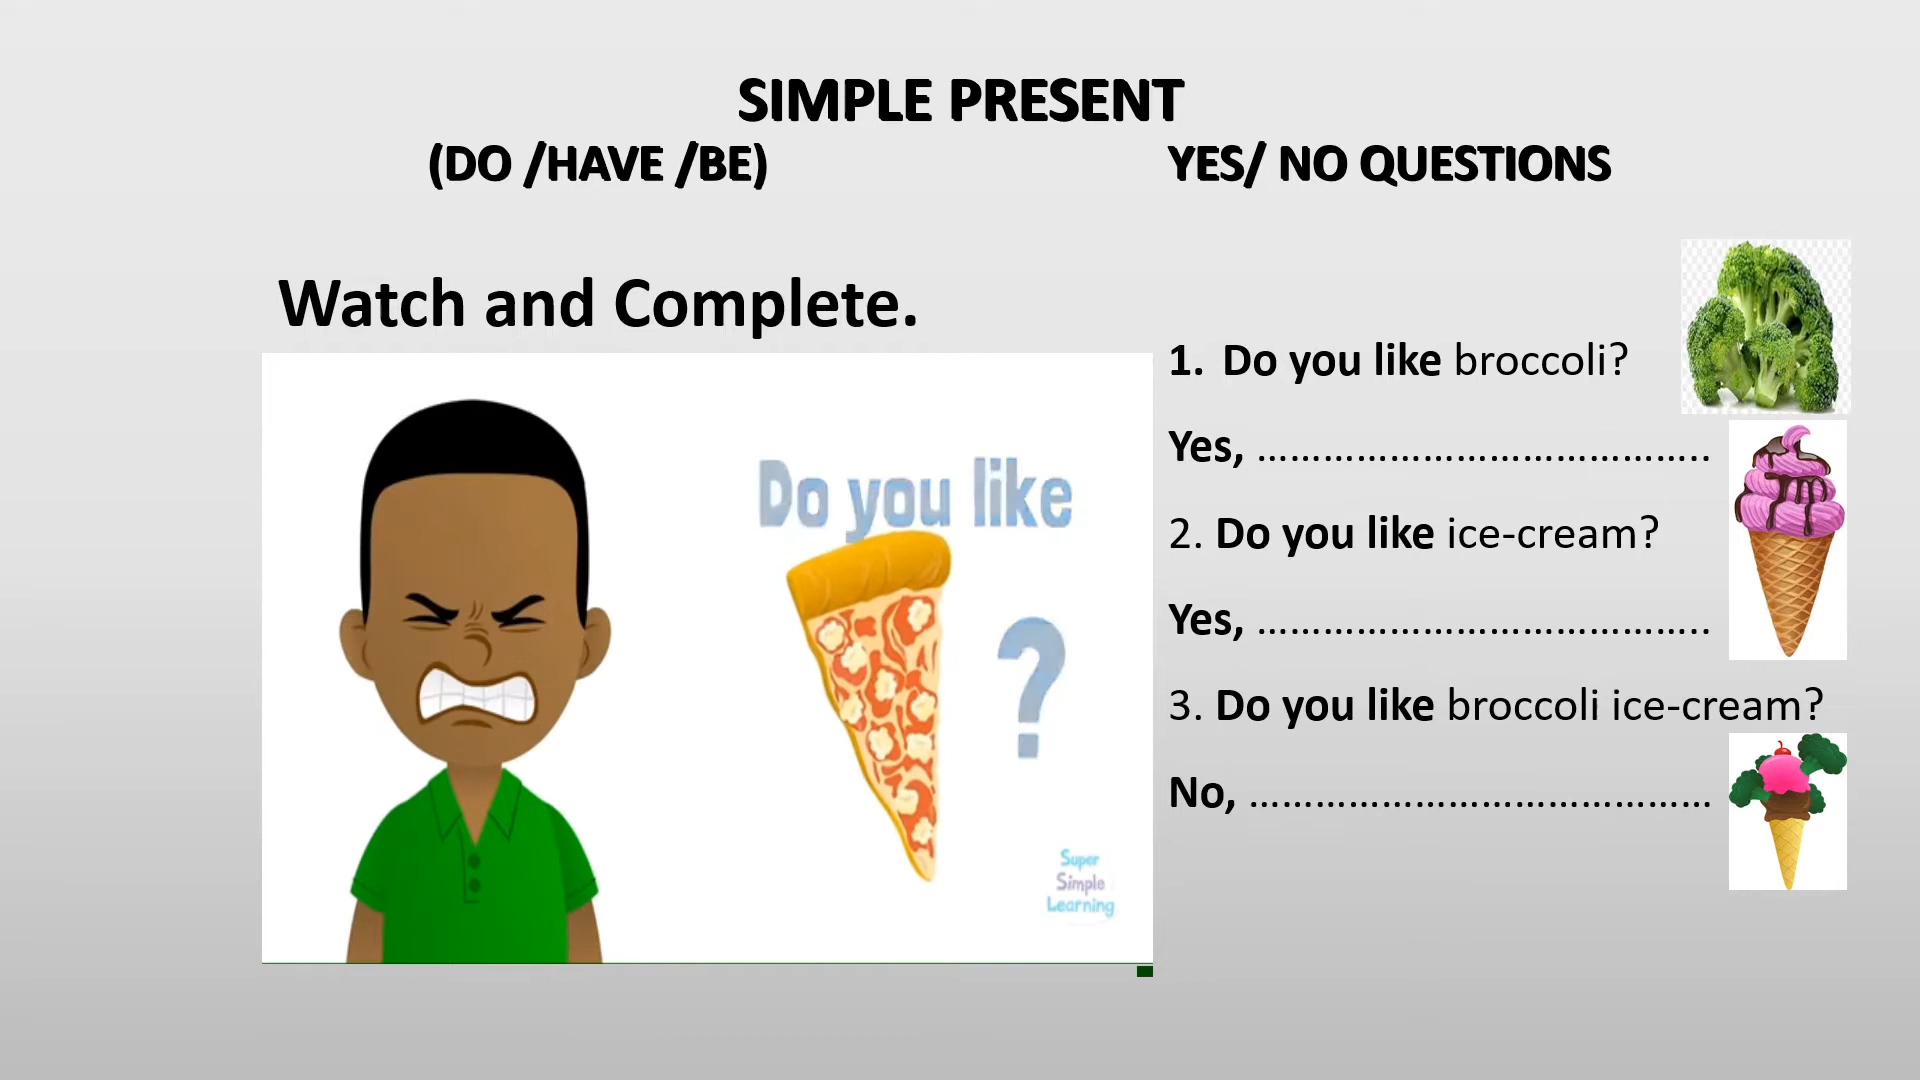 SIMPLE PRESENT
(DO /HAVE /BE) YES/ NO QUESTIONS
Watch and Complete.
Do you like
?
Super
Simple
Learning
1. Do you like broccoli?
Yes, …………………………………..
2. Do you like ice-cream?
Yes, …………………………………..
3. Do you like broccoli ice-cream?
No, ……………………………………